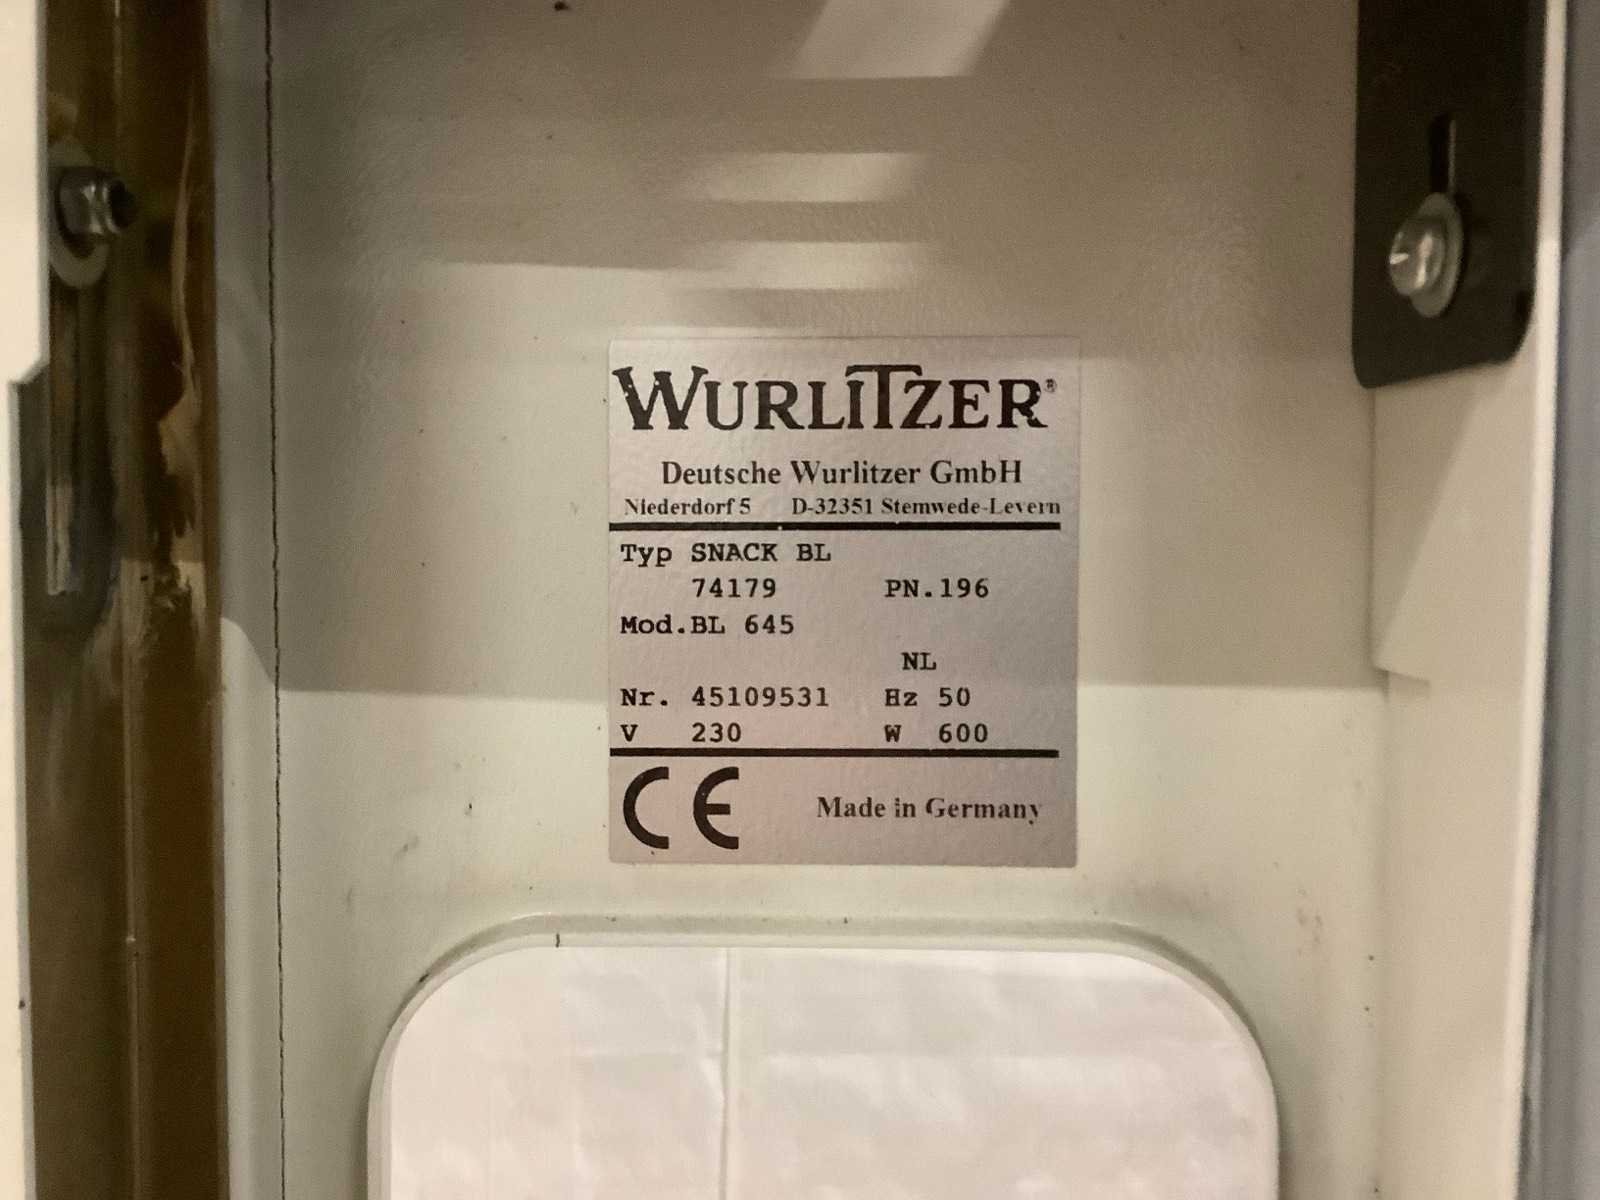 WURLITZER®
Deutsche Wurlitzer GmbH
Niederdorf 5 D-32351 Stemwede-Levern
Typ SNACK BL
74179 PN.196
Mod.BL 645
NL
Nr. 45109531 Hz 50
V 230 W 600
CE Made in Germany